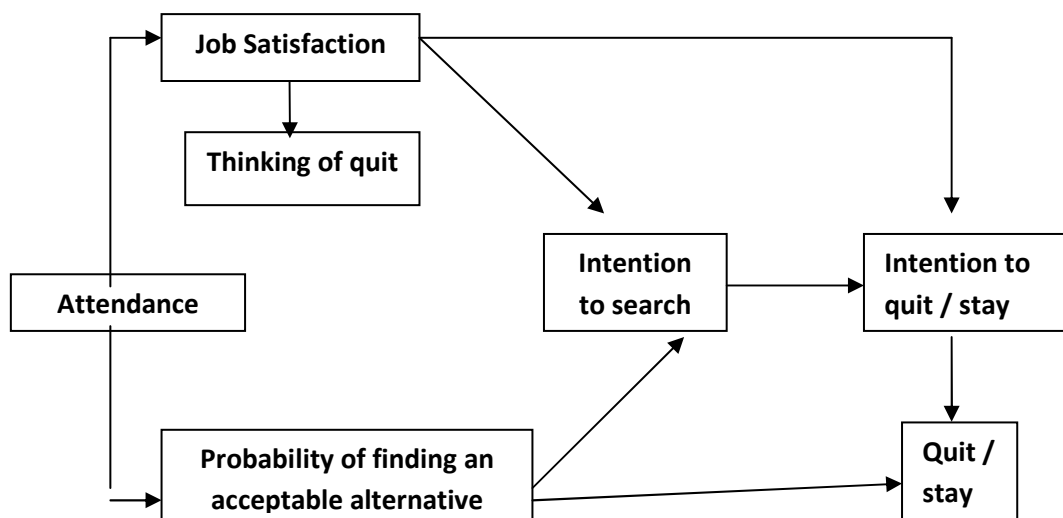 Job Satisfaction
Thinking of quit
Intention
to search
Intention to
quit / stay
Attendance
Probability of finding an
acceptable alternative
Quit /
stay